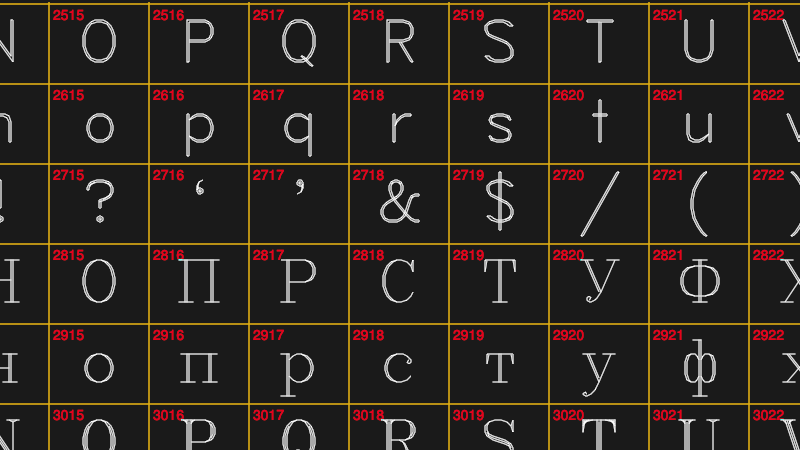 2515 2516 2517 2518 2519 2520 2521 2522
N O P Q R S T U V
2615 2616 2617 2618 2619 2620 2621 2622
n o p q r s t u v
2715 2716 2717 2718 2719 2720 2721 2722
! ? ‘ ’ & $ / ( )
2815 2816 2817 2818 2819 2820 2821 2822
Н О П Р С Т У Ф Х
2915 2916 2917 2918 2919 2920 2921 2922
н о п р с т у ф х
3015 3016 3017 3018 3019 3020 3021 3022
N O P Q R S T U V